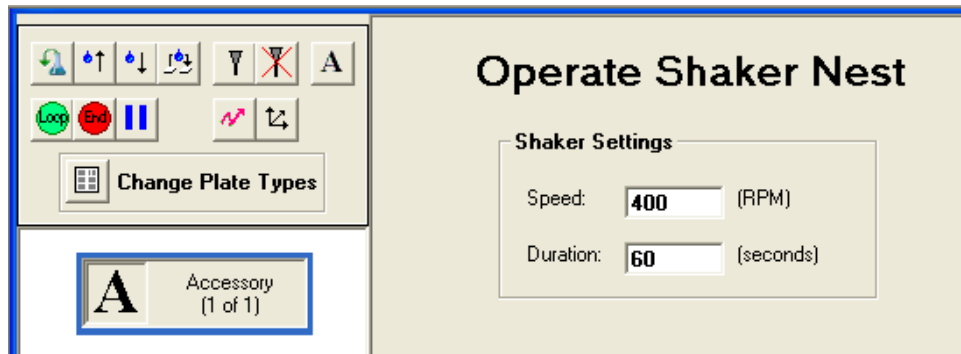 A
Loop End
Change Plate Types
A Accessory
(1 of 1)
Operate Shaker Nest
Shaker Settings
Speed: 400 (RPM)
Duration: 60 (seconds)